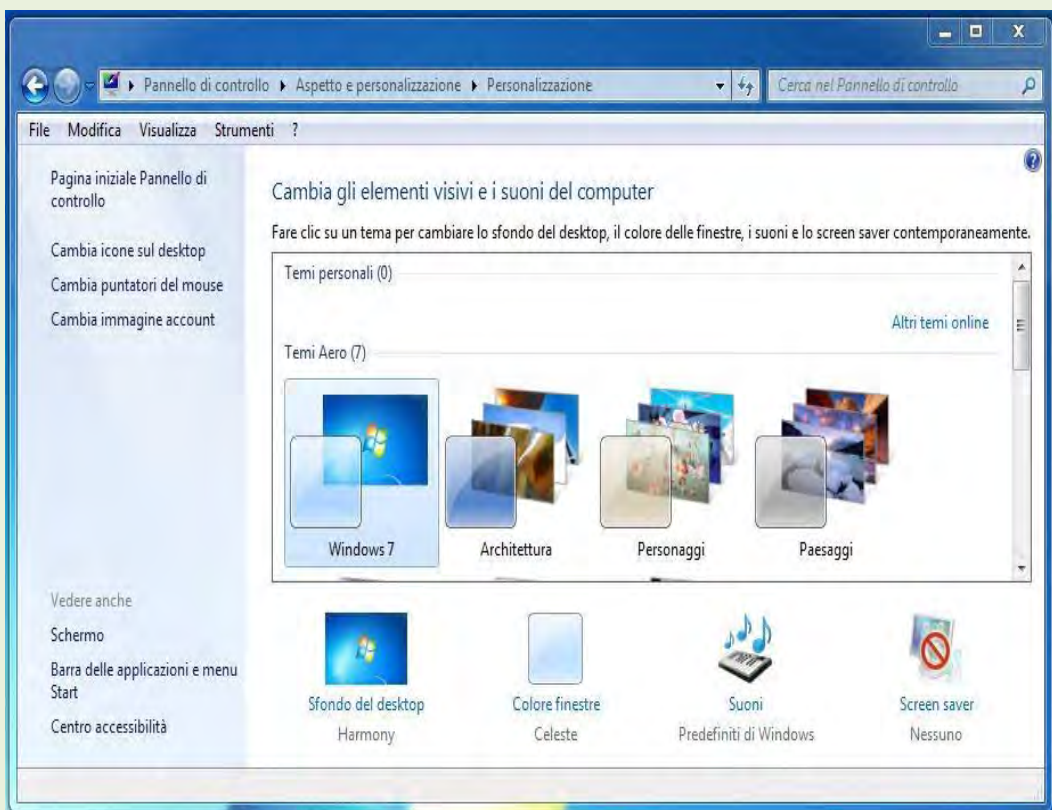 Pannello di controllo ▸ Aspetto e personalizzazione ▸ Personalizzazione
Cerca nel Pannello di controllo
File Modifica Visualizza Strumenti ?
Pagina iniziale Pannello di
controllo
Cambia icone sul desktop
Cambia puntatori del mouse
Cambia immagine account
Vedere anche
Schermo
Barra delle applicazioni e menu
Start
Centro accessibilità
Cambia gli elementi visivi e i suoni del computer
Fare clic su un tema per cambiare lo sfondo del desktop, il colore delle finestre, i suoni e lo screen saver contemporaneamente.
Temi personali (0)
Altri temi online
Temi Aero (7)
Windows 7 Architettura Personaggi Paesaggi
Sfondo del desktop Colore finestre Suoni Screen saver
Harmony Celeste Predefiniti di Windows Nessuno